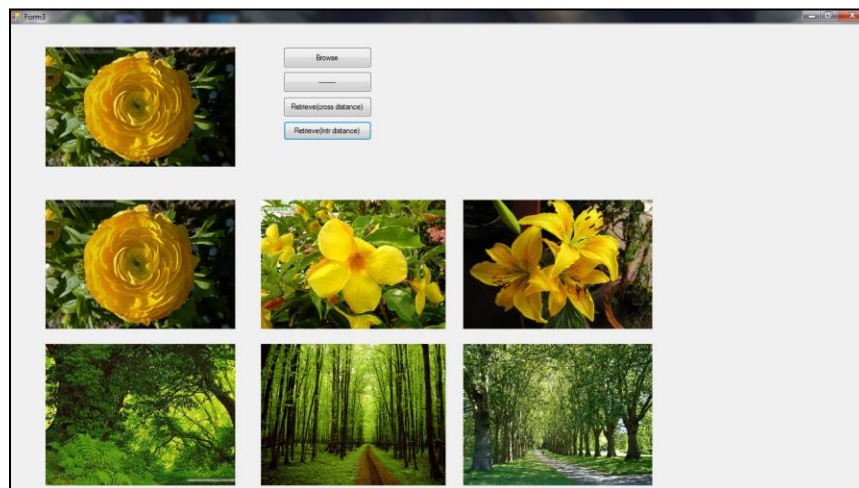 Form3
Browse
-------
Retrieve(cross distance)
Retrieve(Intr distance)